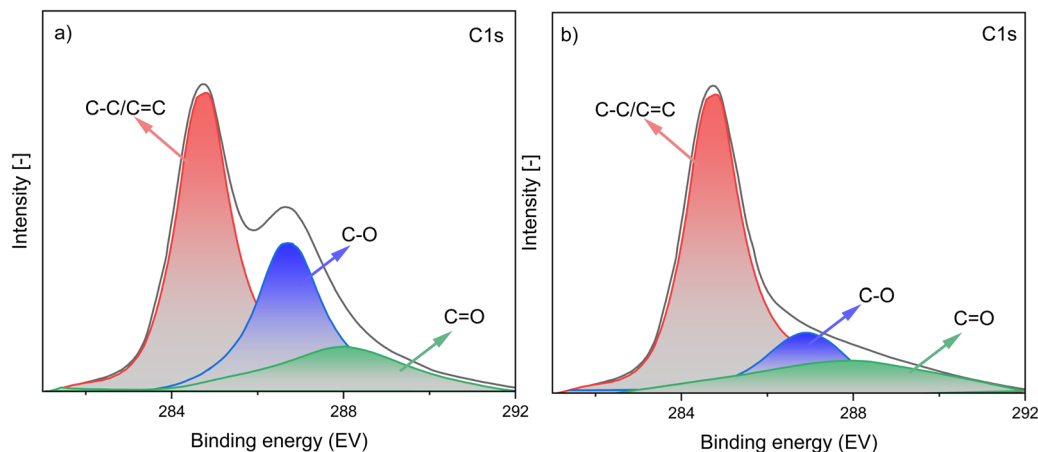 a)
C1s
C-C/C=C
C-O
C=O
Intensity [-]
284
288
292
Binding energy (EV)
b)
C1s
C-C/C=C
C-O
C=O
Intensity [-]
284
288
292
Binding energy (EV)